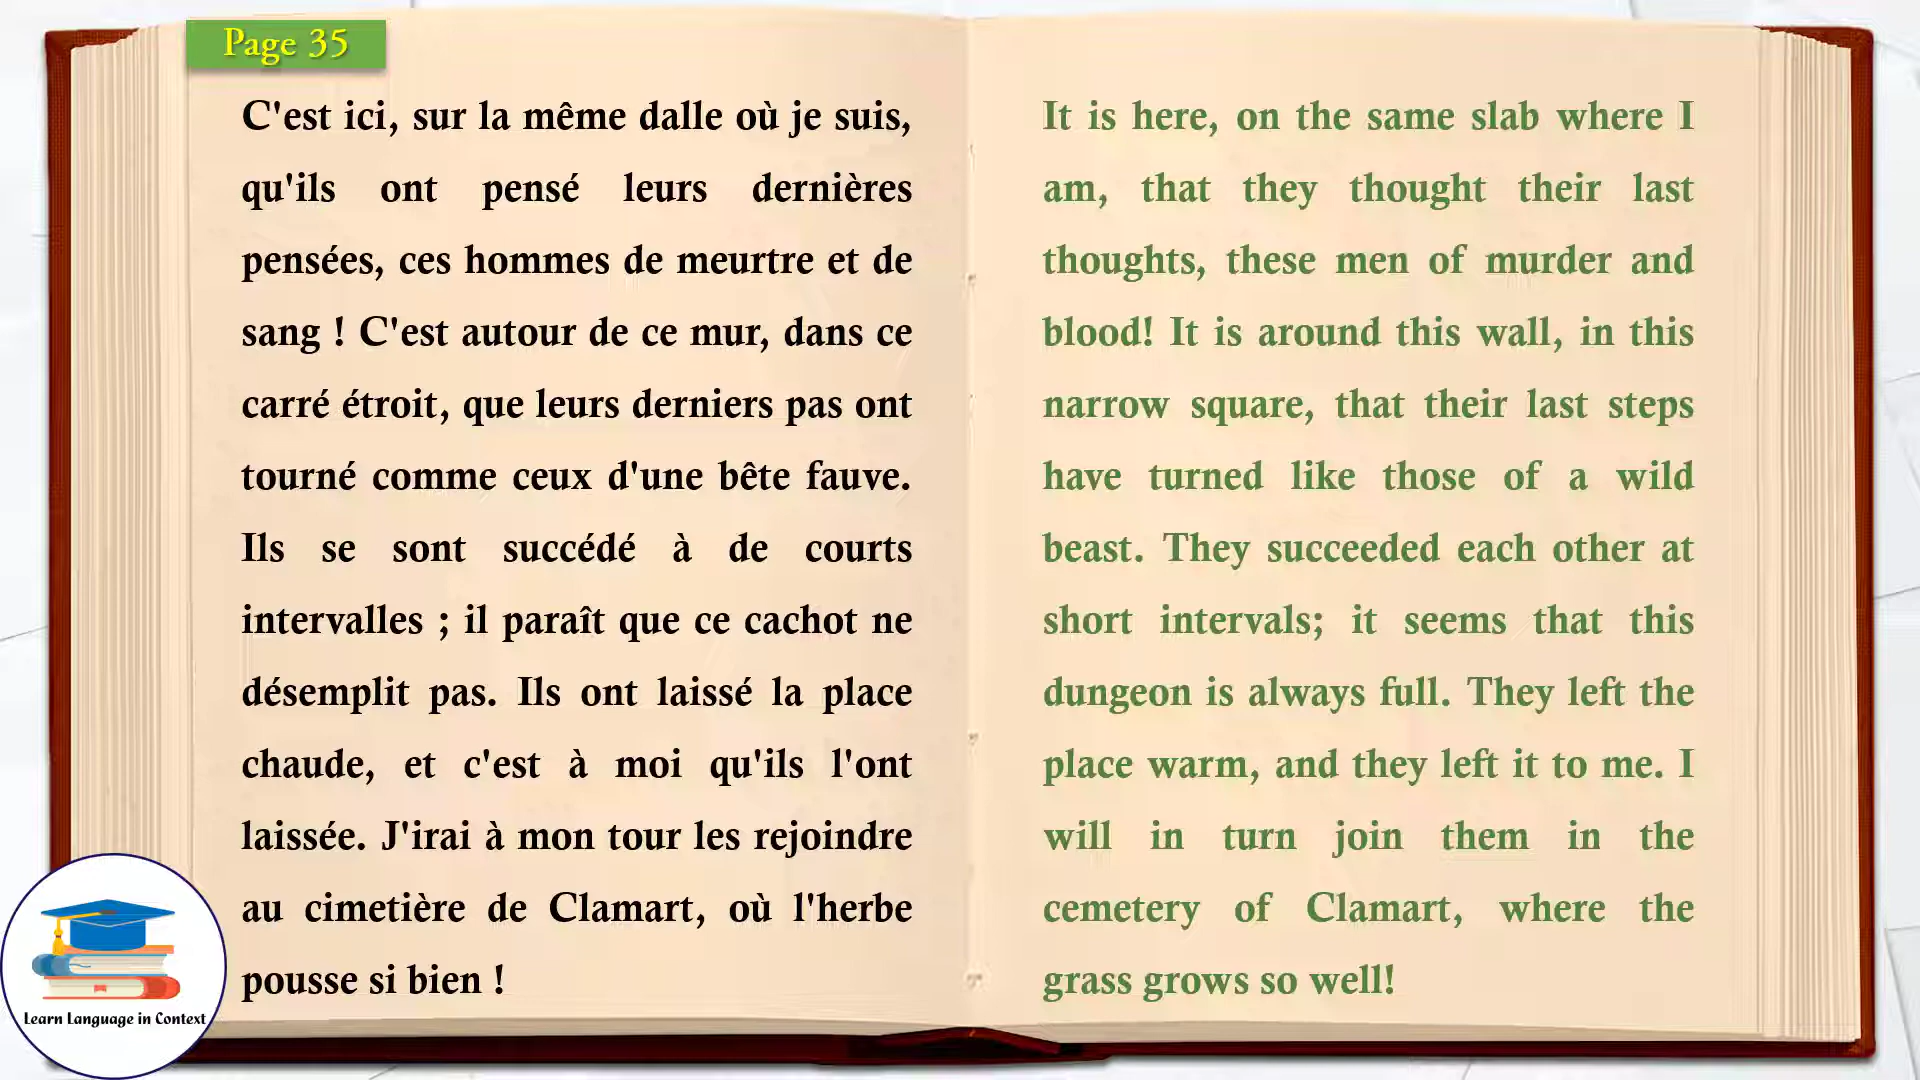 Page 35
C'est ici, sur la même dalle où je suis,
qu'ils ont pensé leurs dernières
pensées, ces hommes de meurtre et de
sang ! C'est autour de ce mur, dans ce
carré étroit, que leurs derniers pas ont
tourné comme ceux d'une bête fauve.
Ils se sont succédé à de courts
intervalles ; il paraît que ce cachot ne
désemplit pas. Ils ont laissé la place
chaude, et c'est à moi qu'ils l'ont
laissée. J'irai à mon tour les rejoindre
au cimetière de Clamart, où l'herbe
pousse si bien !
It is here, on the same slab where I
am, that they thought their last
thoughts, these men of murder and
blood! It is around this wall, in this
narrow square, that their last steps
have turned like those of a wild
beast. They succeeded each other at
short intervals; it seems that this
dungeon is always full. They left the
place warm, and they left it to me. I
will in turn join them in the
cemetery of Clamart, where the
grass grows so well!
Learn Language in Context